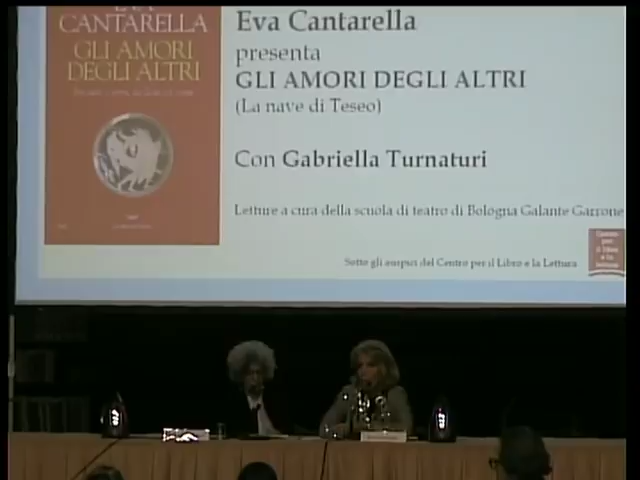 EVA
CANTARELLA
GLI AMORI
DEGLI ALTRI
Eva Cantarella
presenta
GLI AMORI DEGLI ALTRI
(La nave di Teseo)
Con Gabriella Turnaturi
Letture a cura della scuola di teatro di Bologna Galante Garrone
Sotto gli auspici del Centro per il Libro e la Lettura